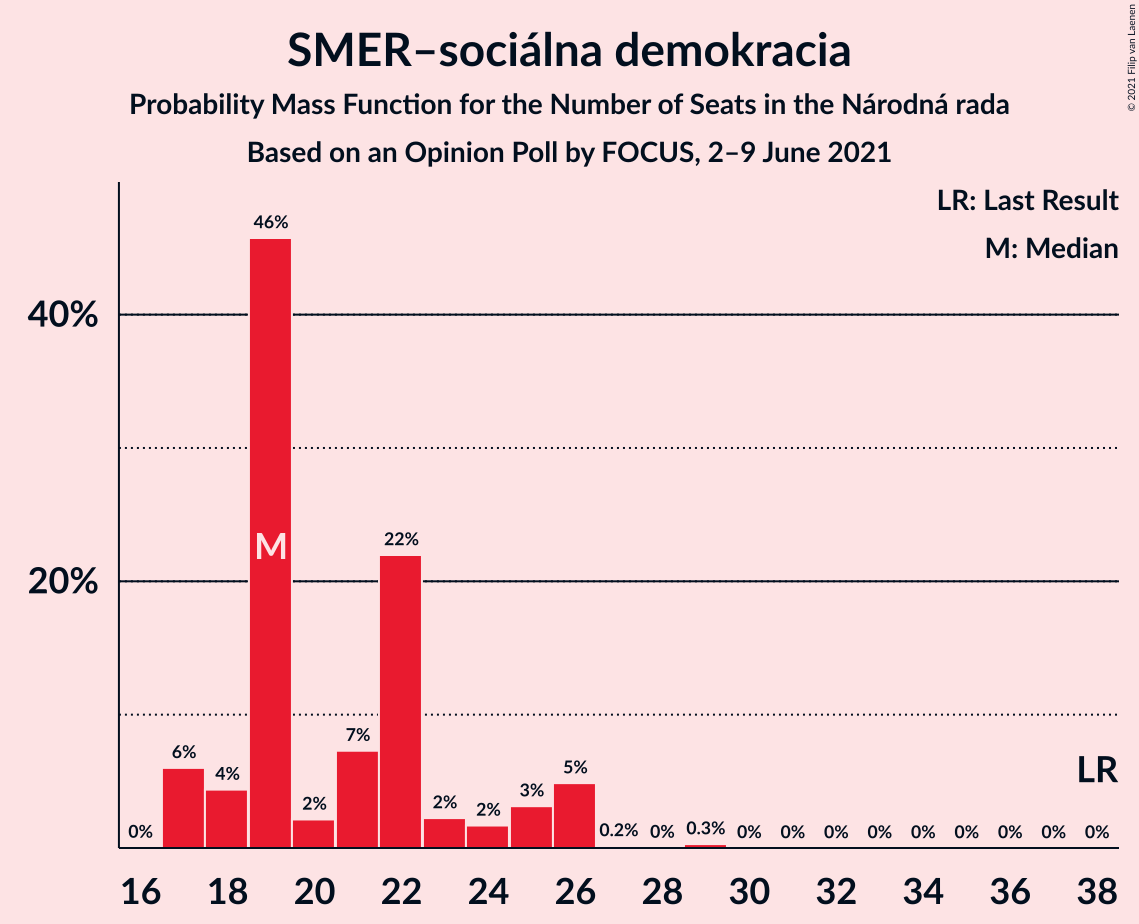 SMER–sociálna demokracia
Probability Mass Function for the Number of Seats in the Národná rada
Based on an Opinion Poll by FOCUS, 2–9 June 2021
© 2021 Filip van Laenen
LR: Last Result
M: Median
40%
20%
0%
6%
4%
46%
M
2%
7%
22%
2%
2%
3%
5%
0.2%
0%
0.3%
0%
0%
0%
0%
0%
0%
0%
0%
0%
LR
16 18 20 22 24 26 28 30 32 34 36 38